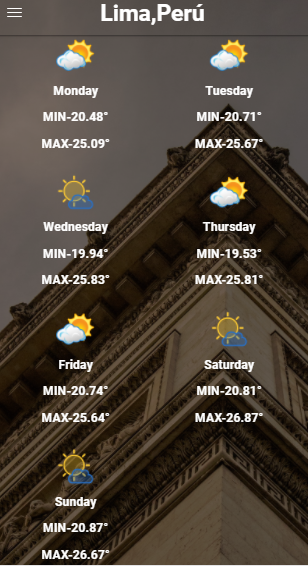 Lima,Perú
Monday
MIN-20.48°
MAX-25.09°
Tuesday
MIN-20.71°
MAX-25.67°
Wednesday
MIN-19.94°
MAX-25.83°
Thursday
MIN-19.53°
MAX-25.81°
Friday
MIN-20.74°
MAX-25.64°
Saturday
MIN-20.81°
MAX-26.87°
Sunday
MIN-20.87°
MAX-26.67°